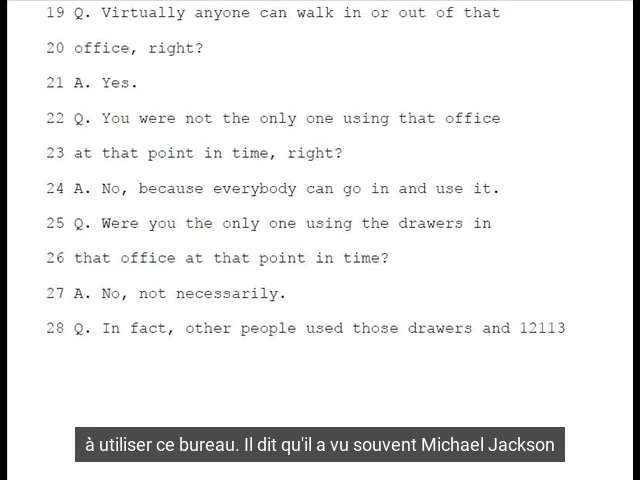 19 Q. Virtually anyone can walk in or out of that
20 office, right?
21 A. Yes.
22 Q. You were not the only one using that office
23 at that point in time, right?
24 A. No, because everybody can go in and use it.
25 Q. Were you the only one using the drawers in
26 that office at that point in time?
27 A. No, not necessarily.
28 Q. In fact, other people used those drawers and 12113
à utiliser ce bureau. Il dit qu'il a vu souvent Michael Jackson